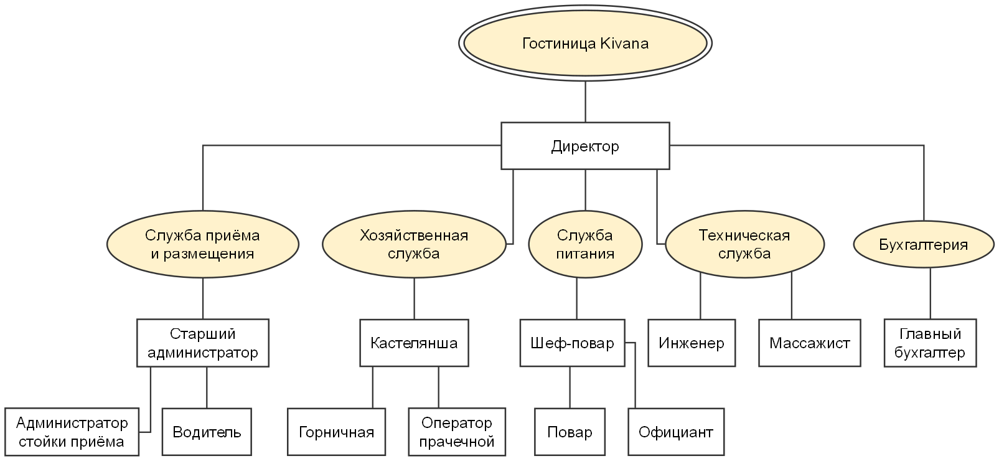 Гостиница Kivana
Директор
Служба приёма
и размещения
Хозяйственная
служба
Служба
питания
Техническая
служба
Бухгалтерия
Старший
администратор
Кастелянша
Шеф-повар
Инженер
Массажист
Главный
бухгалтер
Администратор
стойки приёма
Водитель
Горничная
Оператор
прачечной
Повар
Официант